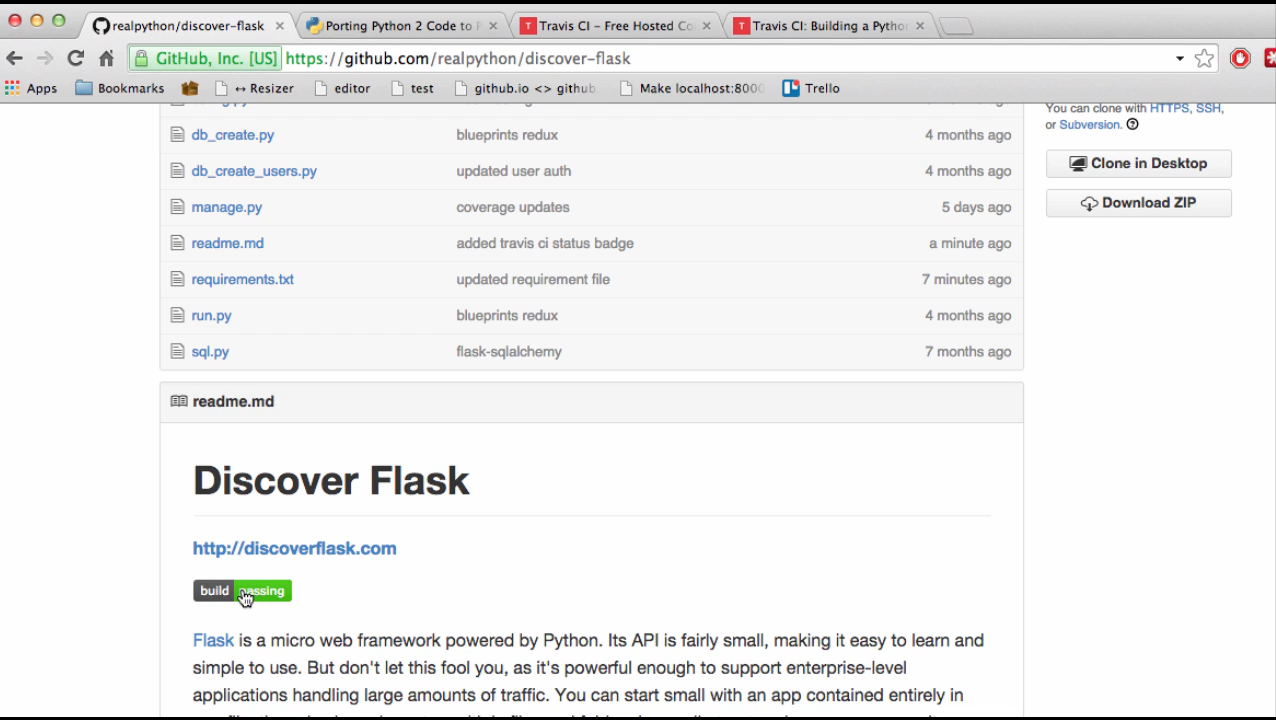 realpython/discover-flask Porting Python 2 Code to P Travis CI – Free Hosted Co Travis CI: Building a Python
GitHub, Inc. [US] https://github.com/realpython/discover-flask
Apps Bookmarks ↔ Resizer editor test github.io <> github Make localhost:8000 Trello
You can clone with HTTPS, SSH,
or Subversion.
db_create.py blueprints redux 4 months ago
Clone in Desktop
db_create_users.py updated user auth 4 months ago
manage.py coverage updates 5 days ago
Download ZIP
readme.md added travis ci status badge a minute ago
requirements.txt updated requirement file 7 minutes ago
run.py blueprints redux 4 months ago
sql.py flask-sqlalchemy 7 months ago
readme.md
Discover Flask
http://discoverflask.com
build passing
Flask is a micro web framework powered by Python. Its API is fairly small, making it easy to learn and
simple to use. But don't let this fool you, as it's powerful enough to support enterprise-level
applications handling large amounts of traffic. You can start small with an app contained entirely in